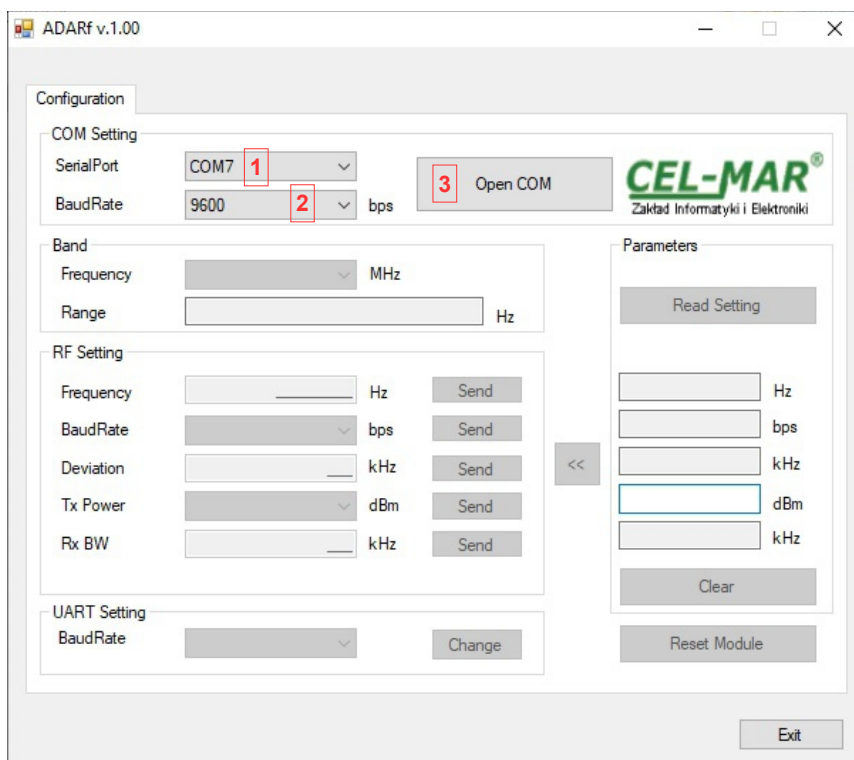 ADARf v.1.00
Configuration
COM Setting
SerialPort COM7 1
BaudRate 9600 2 bps
3 Open COM
CEL-MAR®
Zakład Informatyki i Elektroniki
Band
Frequency MHz
Range Hz
RF Setting
Frequency Hz Send
BaudRate bps Send
Deviation kHz Send
Tx Power dBm Send
Rx BW kHz Send
<<
UART Setting
BaudRate Change
Parameters
Read Setting
Hz
bps
kHz
dBm
kHz
Clear
Reset Module
Exit